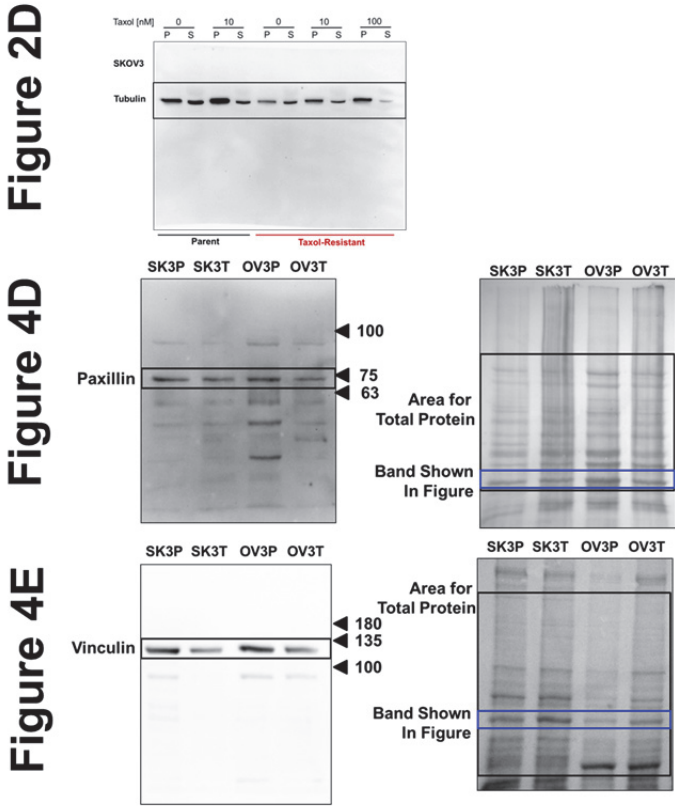 Figure 2D
Taxol [nM] 0 10 0 10 100
P S P S P S P S P S
SKOV3
Tubulin
Parent Taxol-Resistant
Figure 4D
SK3P SK3T OV3P OV3T
100
Paxillin
75
63
SK3P SK3T OV3P OV3T
Area for
Total Protein
Band Shown
In Figure
Figure 4E
SK3P SK3T OV3P OV3T
180
Vinculin
135
100
SK3P SK3T OV3P OV3T
Area for
Total Protein
Band Shown
In Figure